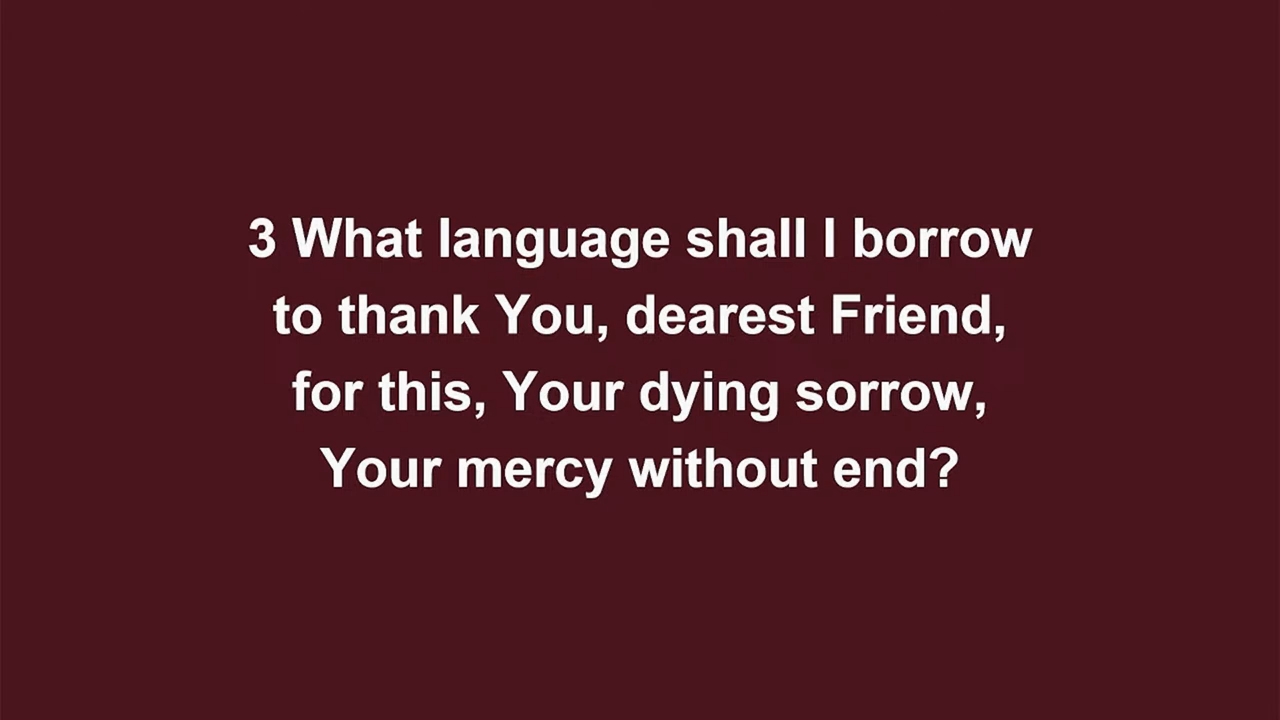 3 What language shall I borrow
to thank You, dearest Friend,
for this, Your dying sorrow,
Your mercy without end?